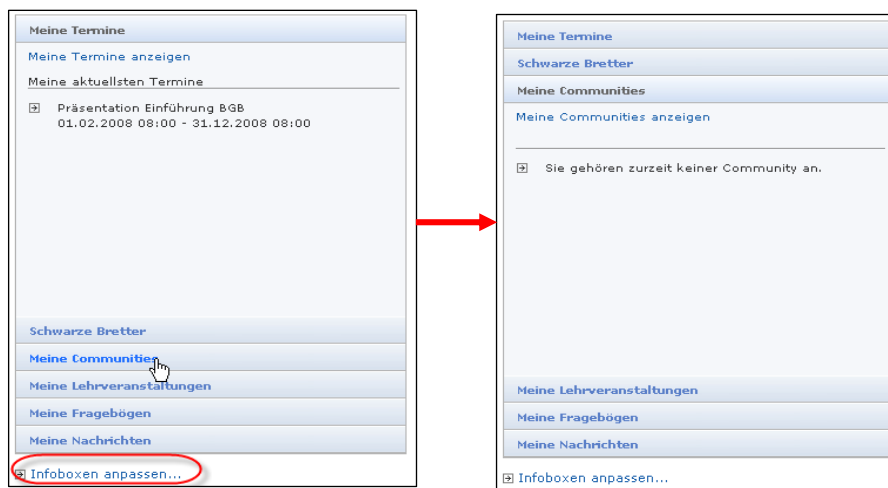 Meine Termine
Meine Termine anzeigen
Meine aktuellsten Termine
Präsentation Einführung BGB
01.02.2008 08:00 - 31.12.2008 08:00
Schwarze Bretter
Meine Communities
Meine Lehrveranstaltungen
Meine Fragebögen
Meine Nachrichten
Infoboxen anpassen...
Meine Termine
Schwarze Bretter
Meine Communities
Meine Communities anzeigen
Sie gehören zurzeit keiner Community an.
Meine Lehrveranstaltungen
Meine Fragebögen
Meine Nachrichten
Infoboxen anpassen...